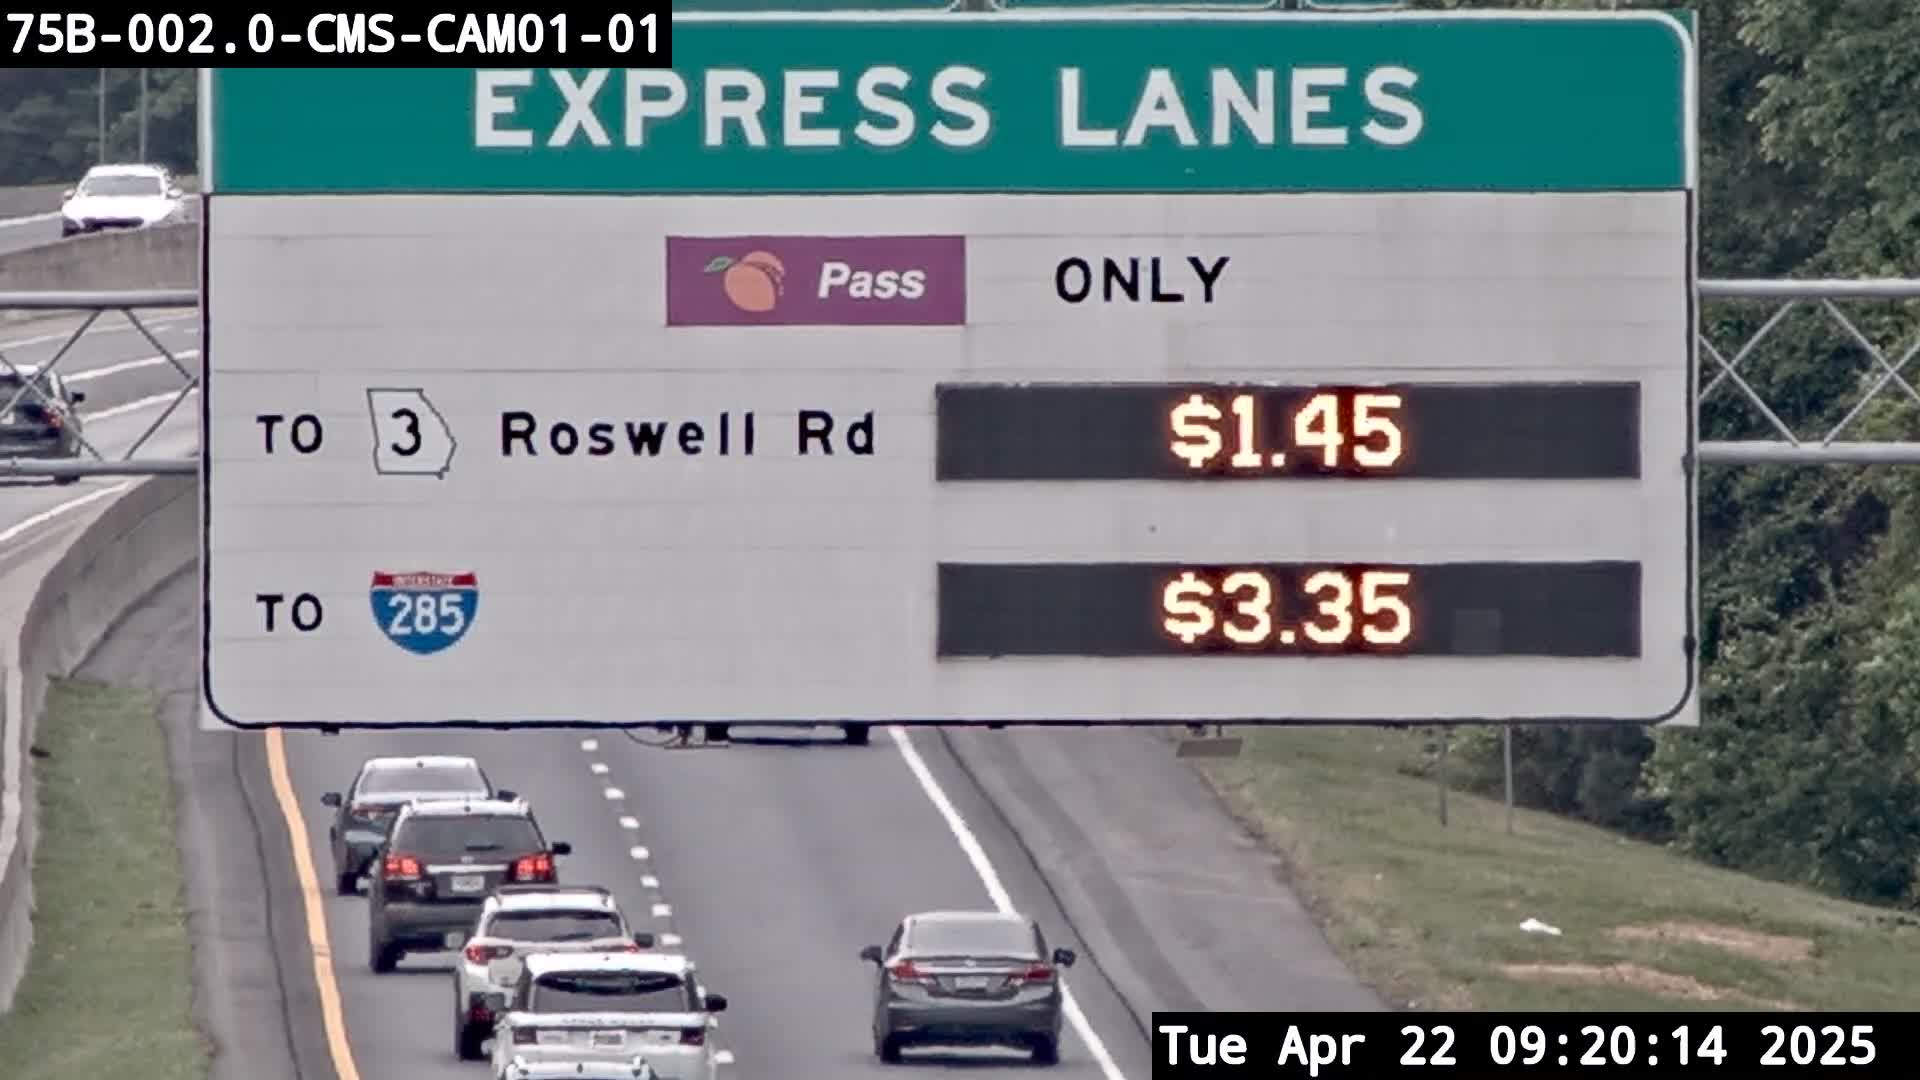 75B-002.0-CMS-CAM01-01
EXPRESS LANES
Pass ONLY
TO 3 Roswell Rd $1.45
INTERSTATE
TO 285 $3.35
Tue Apr 22 09:20:14 2025